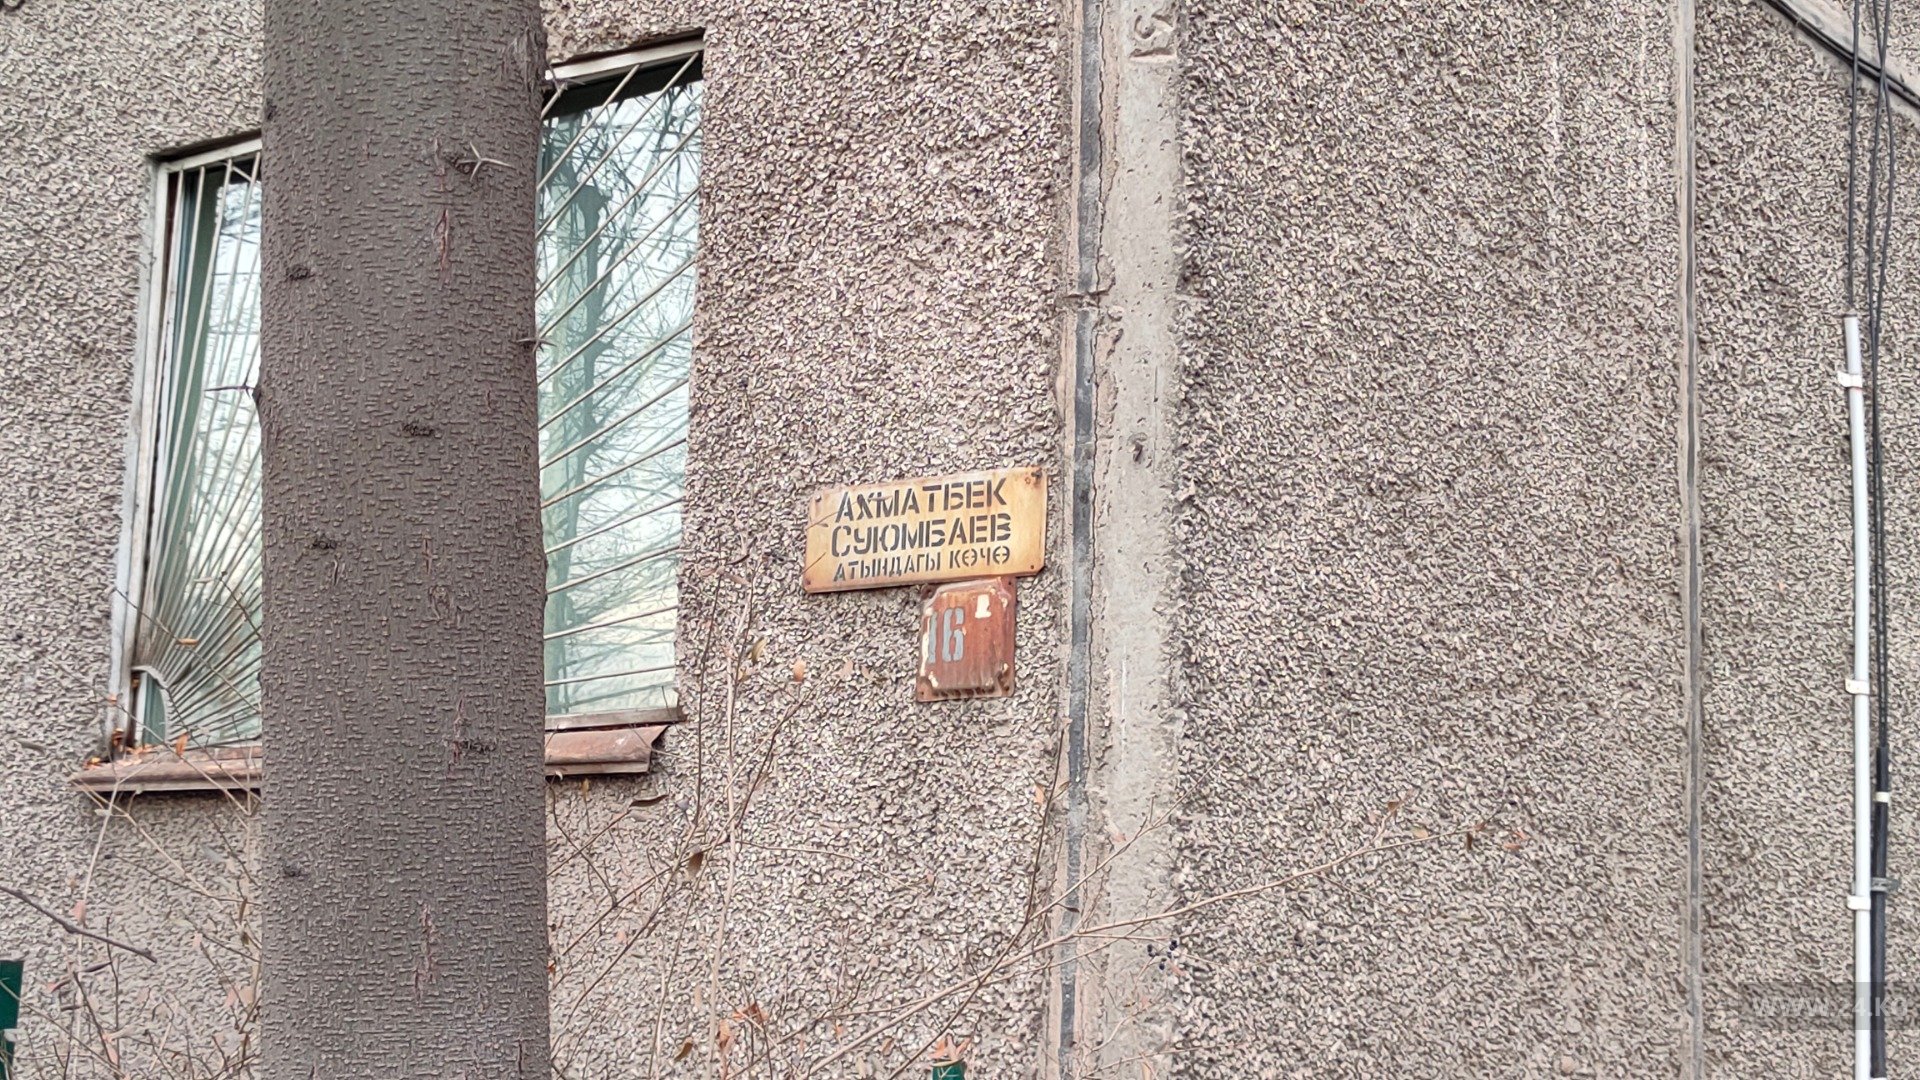 АХМАТБЕК
СУЮМБАЕВ
АТЫНДАГЫ КӨЧӨ
16